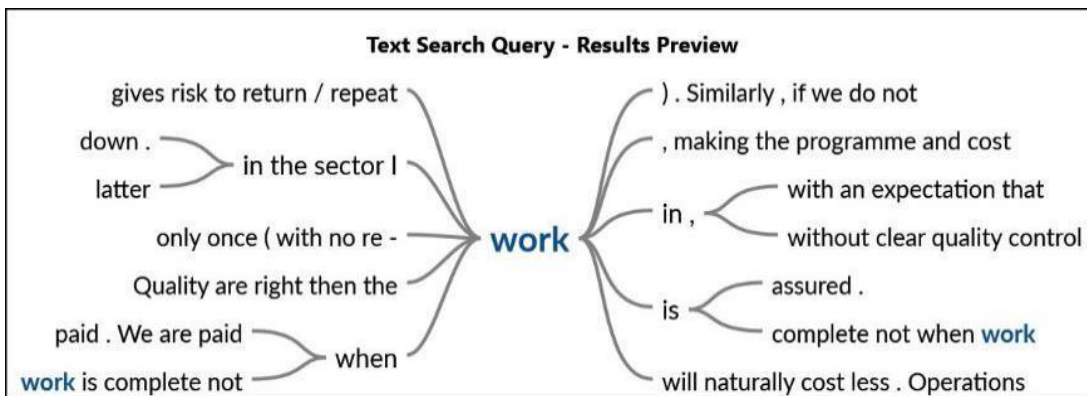 Text Search Query - Results Preview
gives risk to return / repeat
down .
latter
in the sector I
only once ( with no re -
Quality are right then the
paid . We are paid
work is complete not
when
work
) . Similarly , if we do not
, making the programme and cost
in ,
with an expectation that
without clear quality control
is
assured .
complete not when work
will naturally cost less . Operations